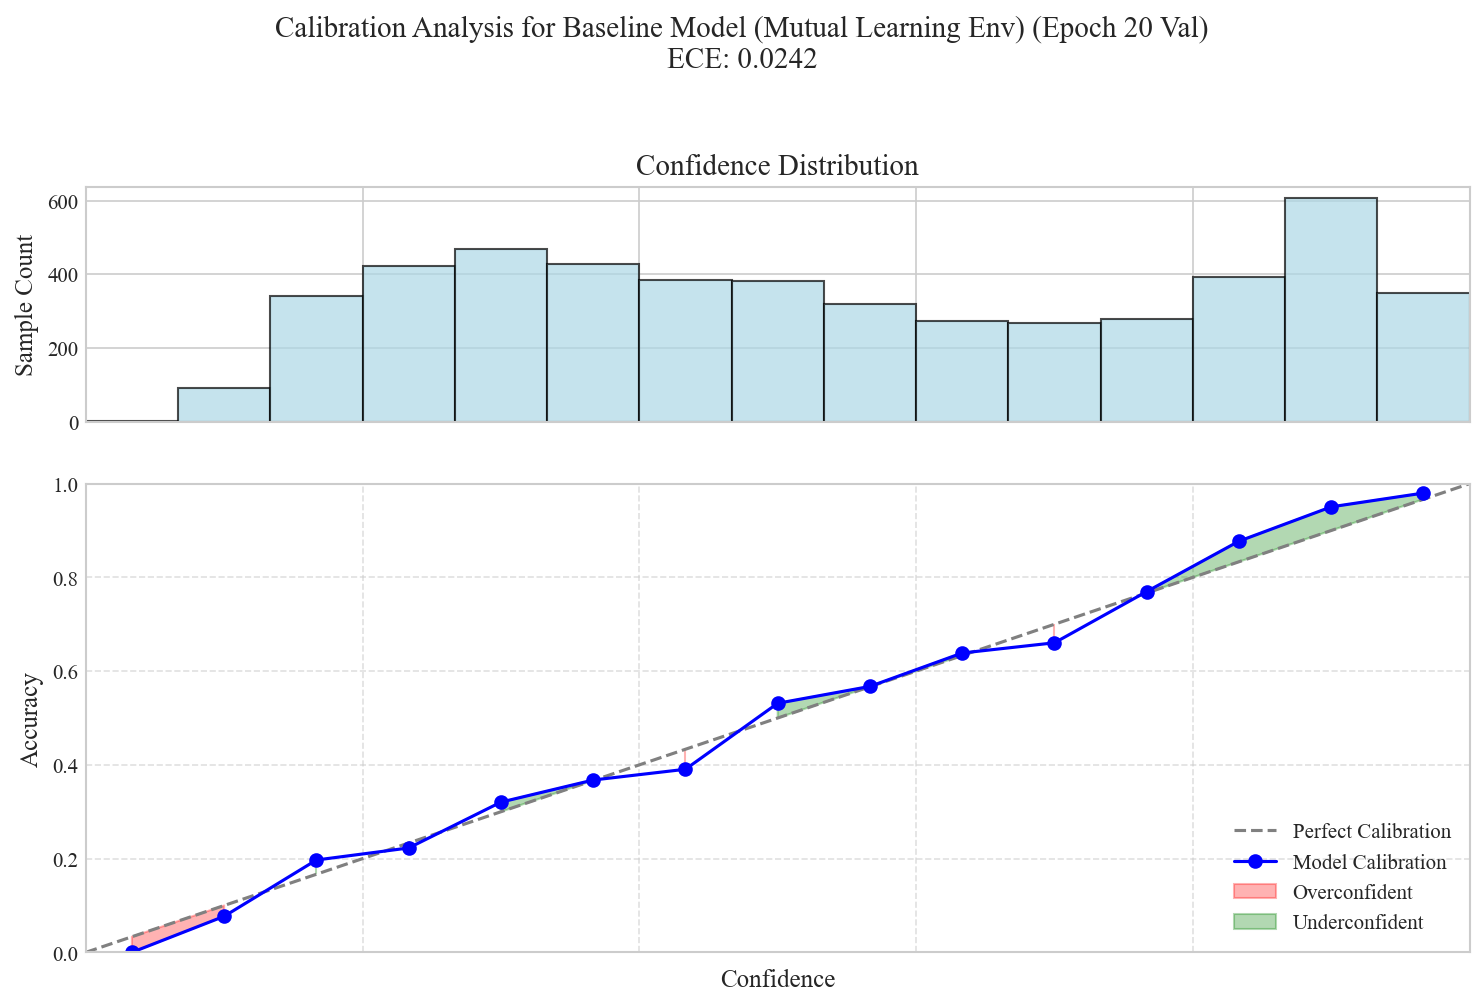 Calibration Analysis for Baseline Model (Mutual Learning Env) (Epoch 20 Val)
ECE: 0.0242
Confidence Distribution
600
400
200
0
Sample Count
1.0
0.8
0.6
0.4
0.2
0.0
Accuracy
Perfect Calibration
Model Calibration
Overconfident
Underconfident
Confidence